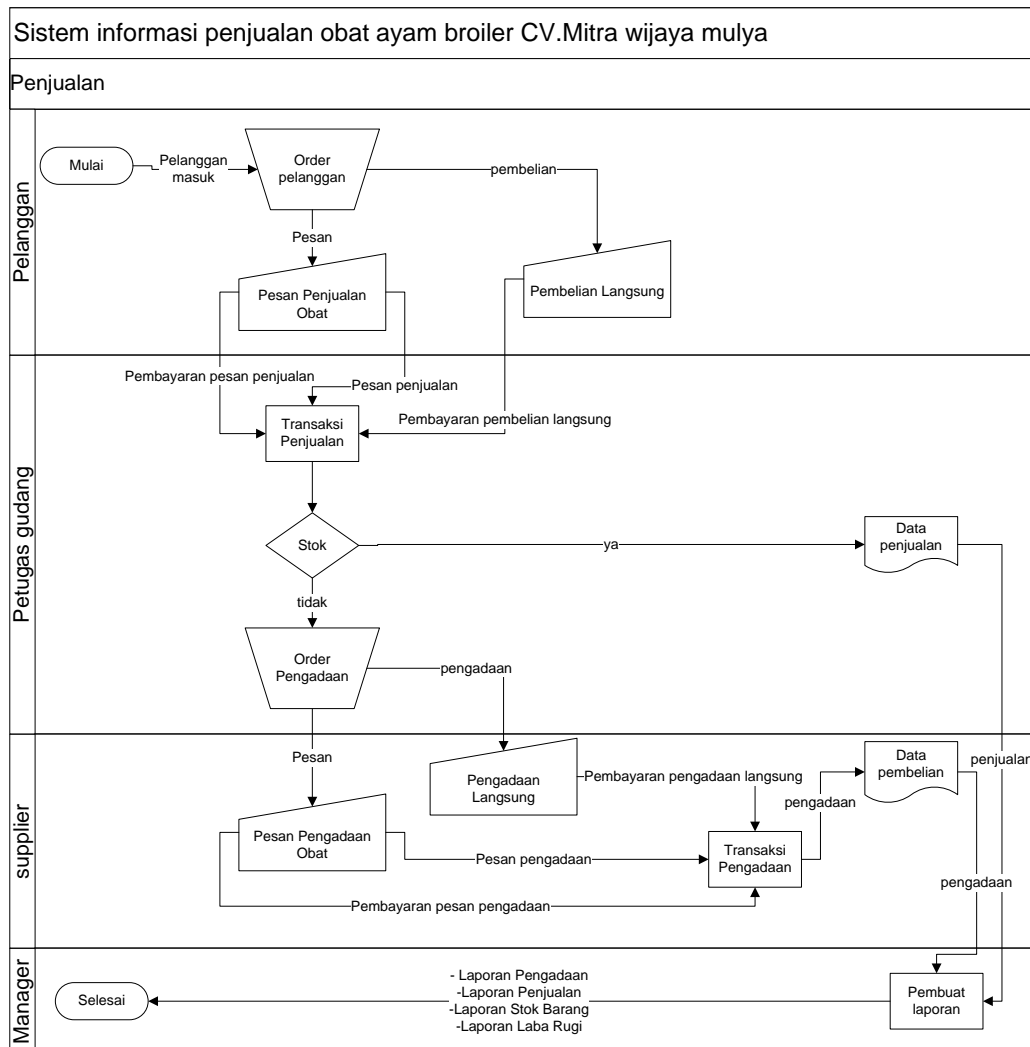 Sistem informasi penjualan obat ayam broiler CV.Mitra wijaya mulya
Penjualan
Pelanggan
Mulai
Pelanggan
masuk
Order
pelanggan
pembelian
Pesan
Pesan Penjualan
Obat
Pembelian Langsung
Petugas gudang
Pembayaran pesan penjualan
Pesan penjualan
Pembayaran pembelian langsung
Transaksi
Penjualan
Stok
ya
Data
penjualan
tidak
Order
Pengadaan
pengadaan
supplier
Pesan
Pengadaan
Langsung
Pembayaran pengadaan langsung
Data
pembelian
penjualan
pengadaan
Pesan Pengadaan
Obat
Pesan pengadaan
Transaksi
Pengadaan
pengadaan
Pembayaran pesan pengadaan
Manager
Selesai
- Laporan Pengadaan
-Laporan Penjualan
-Laporan Stok Barang
-Laporan Laba Rugi
Pembuat
laporan